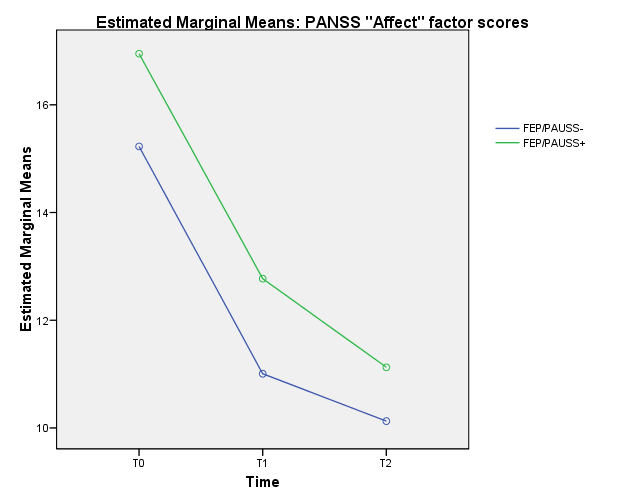 Estimated Marginal Means: PANSS "Affect" factor scores
Estimated Marginal Means
16
14
12
10
T0
T1
T2
Time
FEP/PAUSS-
FEP/PAUSS+